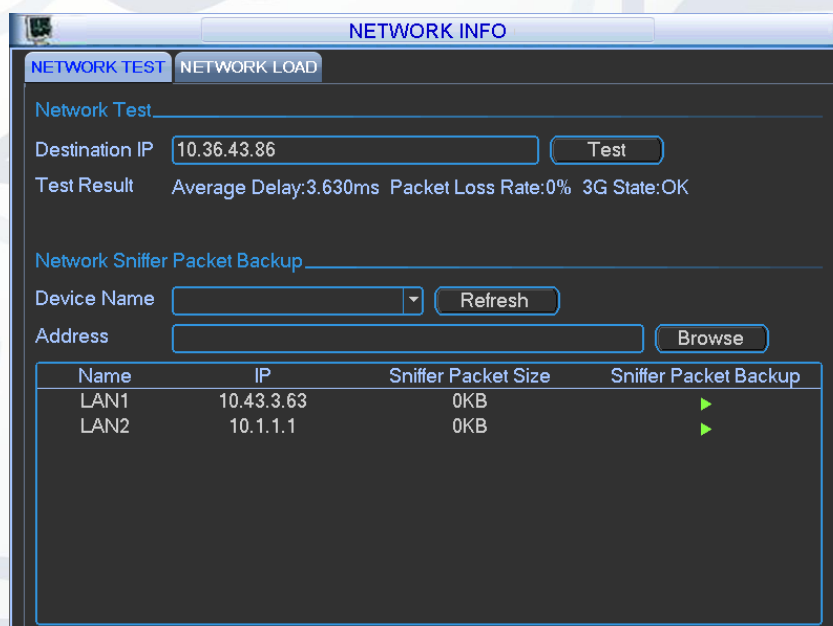 NETWORK INFO
NETWORK TEST NETWORK LOAD
Network Test
Destination IP 10.36.43.86 Test
Test Result Average Delay:3.630ms Packet Loss Rate:0% 3G State:OK
Network Sniffer Packet Backup
Device Name Refresh
Address Browse
Name IP Sniffer Packet Size Sniffer Packet Backup
LAN1 10.43.3.63 0KB
LAN2 10.1.1.1 0KB